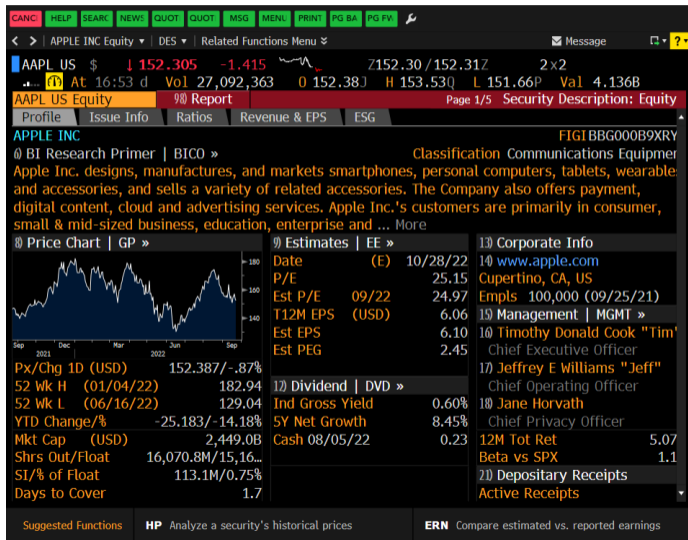 CANC HELP SEARC NEWS QUOT QUOT MSG MENU PRINT PG BA PG FW
< > APPLE INC Equity ▾ DES ▾ Related Functions Menu Message ?
AAPL US $ ↓ 152.305 -1.415 Z152.30 / 152.31Z 2×2
At 16:53 d Vol 27,092,363 O 152.38J H 153.53Q L 151.66P Val 4.136B
AAPL US Equity 98) Report Page 1/5 Security Description: Equity
Profile Issue Info Ratios Revenue & EPS ESG
APPLE INC FIGI BBG000B9XRY
6) BI Research Primer | BICO » Classification Communications Equipmen
Apple Inc. designs, manufactures, and markets smartphones, personal computers, tablets, wearables
and accessories, and sells a variety of related accessories. The Company also offers payment,
digital content, cloud and advertising services. Apple Inc.'s customers are primarily in consumer,
small & mid-sized business, education, enterprise and ... More
8) Price Chart | GP »
180
160
140
Sep Dec Mar Jun Sep
2021 2022
Px/Chg 1D (USD) 152.387/-.87%
52 Wk H (01/04/22) 182.94
52 Wk L (06/16/22) 129.04
YTD Change/% -25.183/-14.18%
Mkt Cap (USD) 2,449.0B
Shrs Out/Float 16,070.8M/15,16...
SI/% of Float 113.1M/0.75%
Days to Cover 1.7
9) Estimates | EE »
Date (E) 10/28/22
P/E 25.15
Est P/E 09/22 24.97
T12M EPS (USD) 6.06
Est EPS 6.10
Est PEG 2.45
12) Dividend | DVD »
Ind Gross Yield 0.60%
5Y Net Growth 8.45%
Cash 08/05/22 0.23
13) Corporate Info
14) www.apple.com
Cupertino, CA, US
Empls 100,000 (09/25/21)
15) Management | MGMT »
16) Timothy Donald Cook "Tim"
Chief Executive Officer
17) Jeffrey E Williams "Jeff"
Chief Operating Officer
18) Jane Horvath
Chief Privacy Officer
12M Tot Ret 5.07
Beta vs SPX 1.1
21) Depositary Receipts
Active Receipts
Suggested Functions HP Analyze a security's historical prices ERN Compare estimated vs. reported earnings